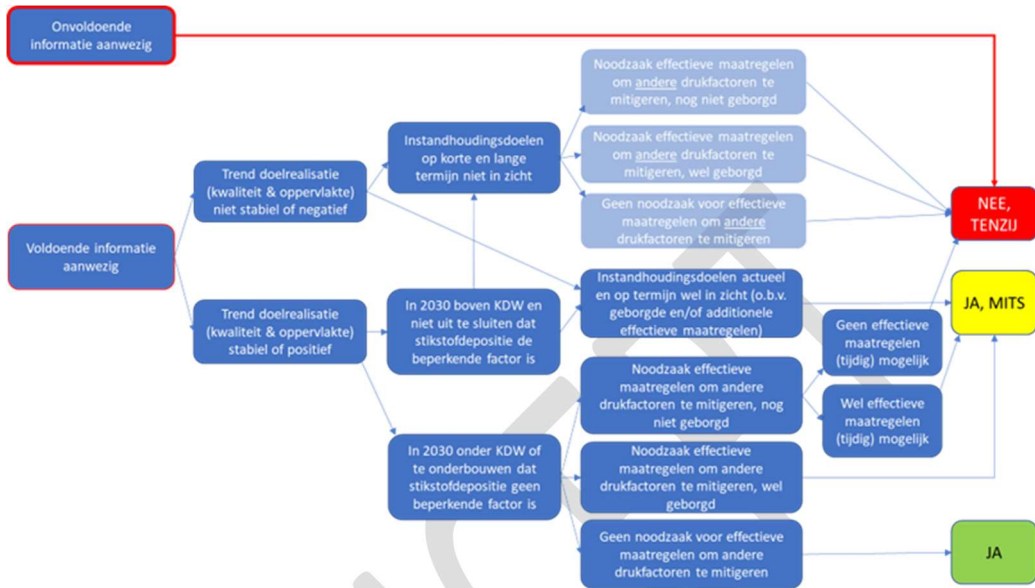 Onvoldoende
informatie aanwezig
Noodzaak effectieve maatregelen
om andere drukfactoren te
mitigeren, nog niet geborgd
Instandhoudingsdoelen
op korte en lange
termijn niet in zicht
Noodzaak effectieve maatregelen
om andere drukfactoren te
mitigeren, wel geborgd
Trend doelrealisatie
(kwaliteit & oppervlakte)
niet stabiel of negatief
Geen noodzaak voor effectieve
maatregelen om andere
drukfactoren te mitigeren
NEE,
TENZIJ
Voldoende informatie
aanwezig
Instandhoudingsdoelen actueel
en op termijn wel in zicht (o.b.v.
geborgde en/of additionele
effectieve maatregelen)
JA, MITS
Trend doelrealisatie
(kwaliteit & oppervlakte)
stabiel of positief
In 2030 boven KDW en
niet uit te sluiten dat
stikstofdepositie de
beperkende factor is
Geen effectieve
maatregelen
(tijdig) mogelijk
Noodzaak effectieve
maatregelen om andere
drukfactoren te mitigeren, nog
niet geborgd
Wel effectieve
maatregelen
(tijdig) mogelijk
In 2030 onder KDW of
te onderbouwen dat
stikstofdepositie geen
beperkende factor is
Noodzaak effectieve
maatregelen om andere
drukfactoren te mitigeren, wel
geborgd
Geen noodzaak voor effectieve
maatregelen om andere
drukfactoren te mitigeren
JA